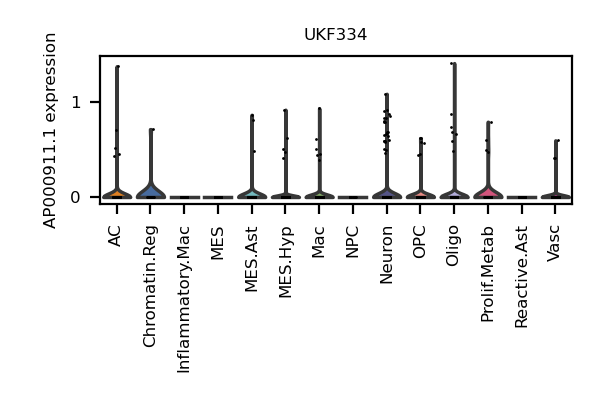 UKF334
AP000911.1 expression
1
0
AC
Chromatin.Reg
Inflammatory.Mac
MES
MES.Ast
MES.Hyp
Mac
NPC
Neuron
OPC
Oligo
Prolif.Metab
Reactive.Ast
Vasc